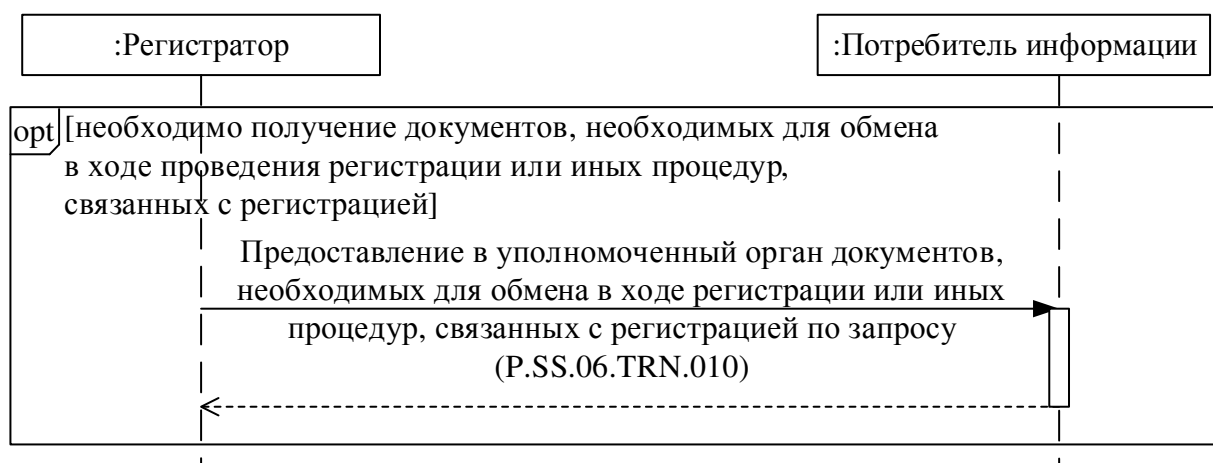 :Регистратор
:Потребитель информации
opt
[необходимо получение документов, необходимых для обмена
в ходе проведения регистрации или иных процедур,
связанных с регистрацией]
Предоставление в уполномоченный орган документов,
необходимых для обмена в ходе регистрации или иных
процедур, связанных с регистрацией по запросу
(P.SS.06.TRN.010)